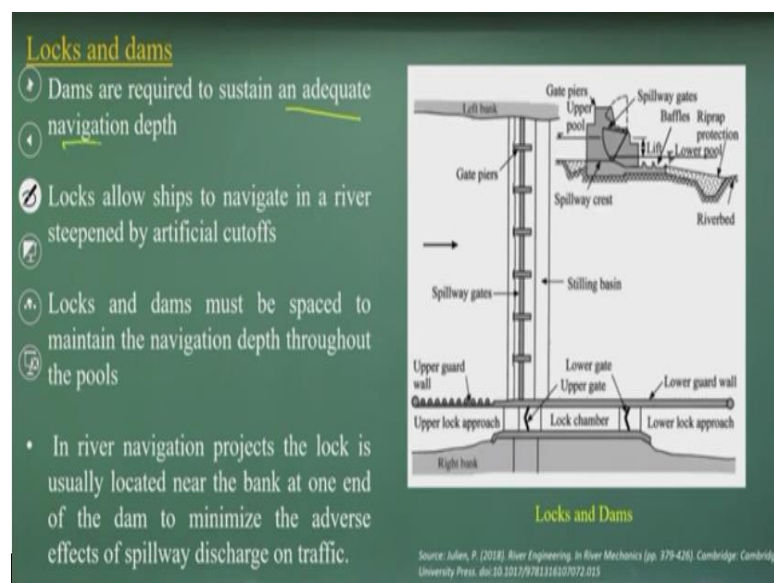 Locks and dams
Dams are required to sustain an adequate
navigation depth
Locks allow ships to navigate in a river
steepened by artificial cutoffs
Locks and dams must be spaced to
maintain the navigation depth throughout
the pools
• In river navigation projects the lock is
usually located near the bank at one end
of the dam to minimize the adverse
effects of spillway discharge on traffic.
Left bank
Gate piers
Spillway gates
Upper
pool
Baffles
Riprap
protection
Lift
Lower pool
Gate piers
Spillway crest
Riverbed
Spillway gates
Stilling basin
Upper guard
wall
Lower gate
Upper gate
Lower guard wall
Upper lock approach
Lock chamber
Lower lock approach
Right bank
Locks and Dams
Source: Julien, P. (2018). River Engineering. In River Mechanics (pp. 379-426). Cambridge: Cambridge
University Press. doi:10.1017/9781316107072.015